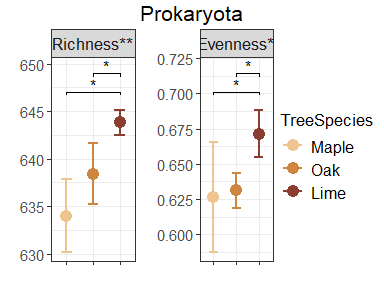 Prokaryota
Richness**
Evenness*
650
645
640
635
630
0.725
0.700
0.675
0.650
0.625
0.600
*
*
*
*
TreeSpecies
Maple
Oak
Lime